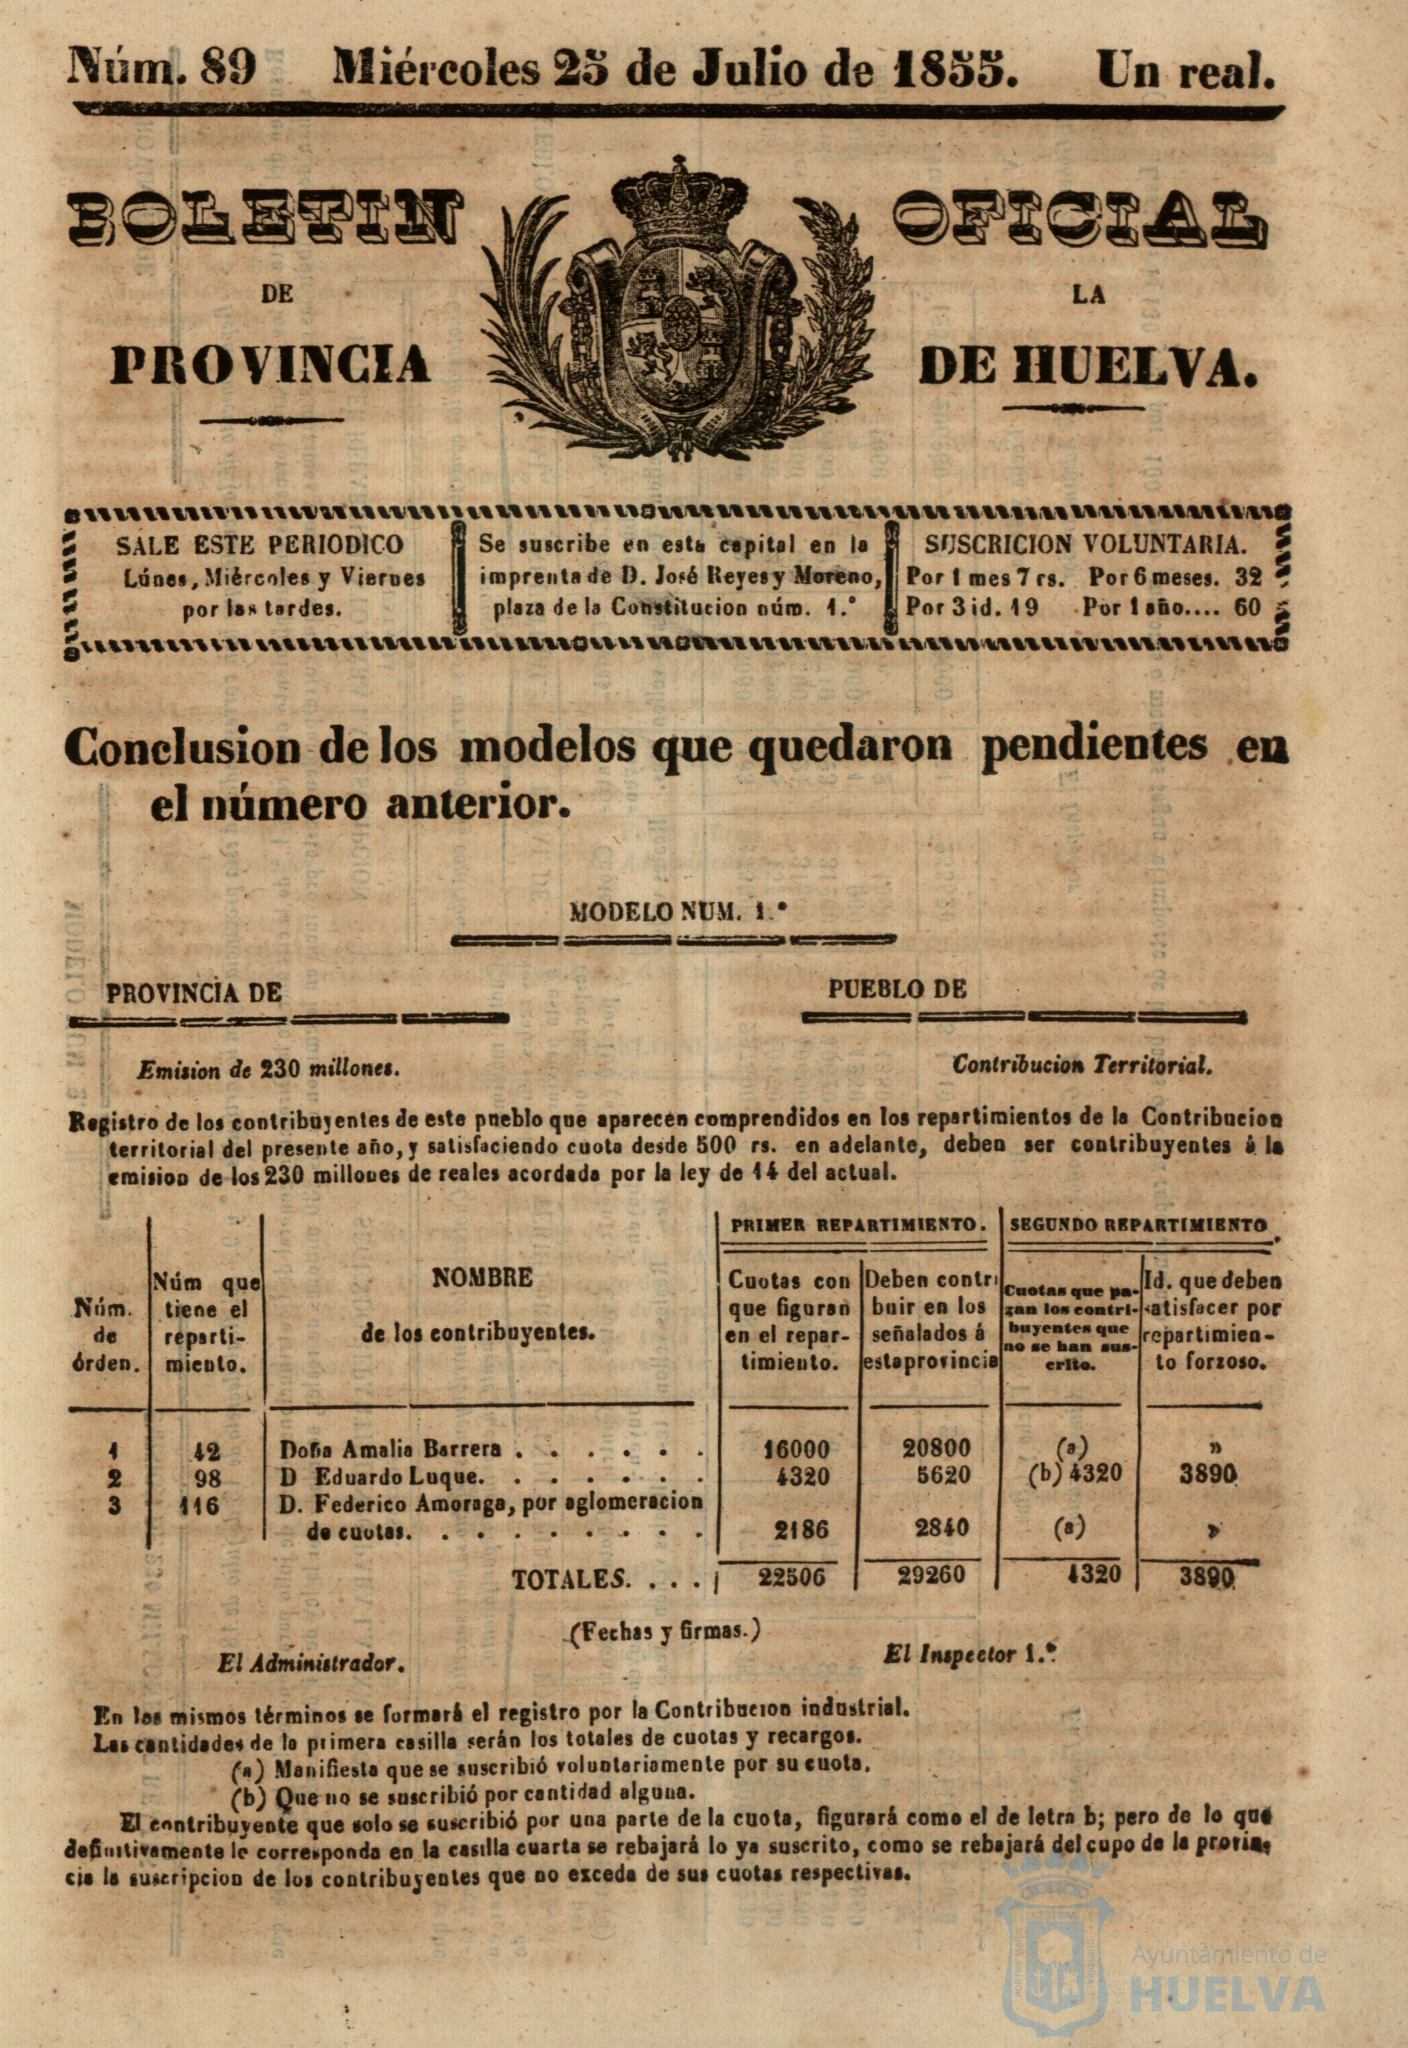 Núm. 89 Miércoles 25 de Julio de 1855. Un real.
BOLETIN OFICIAL
DE LA
PROVINCIA DE HUELVA.
SALE ESTE PERIODICO
Lúnes, Miércoles y Viernes
por las tardes.
Se suscribe en esta capital en la
imprenta de D. José Reyes y Moreno,
plaza de la Constitucion núm. 1.°
SUSCRICION VOLUNTARIA.
Por 1 mes 7 rs. Por 6 meses. 32
Por 3 id. 19 Por 1 año.... 60
Conclusion de los modelos que quedaron pendientes en
el número anterior.
MODELO NUM. 1.°
PROVINCIA DE PUEBLO DE
Emision de 230 millones. Contribucion Territorial.
Registro de los contribuyentes de este pueblo que aparecen comprendidos en los repartimientos de la Contribucion
territorial del presente año, y satisfaciendo cuota desde 500 rs. en adelante, deben ser contribuyentes á la
emision de los 230 millones de reales acordada por la ley de 14 del actual.
PRIMER REPARTIMIENTO. SEGUNDO REPARTIMIENTO.
Núm.
de
órden.
Núm que
tiene el
reparti-
miento.
NOMBRE
de los contribuyentes.
Cuotas con
que figuran
en el repar-
timiento.
Deben contri
buir en los
señalados á
esta provincia
Cuotas que pa-
gan los contri-
buyentes que
no se han sus-
crito.
Id. que deben
satisfacer por
repartimien-
to forzoso.
1 42 Doña Amalia Barrera . . . . . . 16000 20800 (a) »
2 98 D Eduardo Luque. . . . . . . 4320 5620 (b) 4320 3890
3 116 D. Federico Amoraga, por aglomeracion
de cuotas. . . . . . . . . 2186 2840 (a) »
TOTALES. . . . 22506 29260 4320 3890
(Fechas y firmas.)
El Administrador. El Inspector 1.°
En los mismos términos se formará el registro por la Contribucion industrial.
Las cantidades de la primera casilla serán los totales de cuotas y recargos.
(a) Manifiesta que se suscribió voluntariamente por su cuota.
(b) Que no se suscribió por cantidad alguna.
El contribuyente que solo se suscribió por una parte de la cuota, figurará como el de letra b; pero de lo que
definitivamente le corresponda en la casilla cuarta se rebajará lo ya suscrito, como se rebajará del cupo de la provin-
cia la suscripcion de los contribuyentes que no exceda de sus cuotas respectivas.
Ayuntamiento de
HUELVA